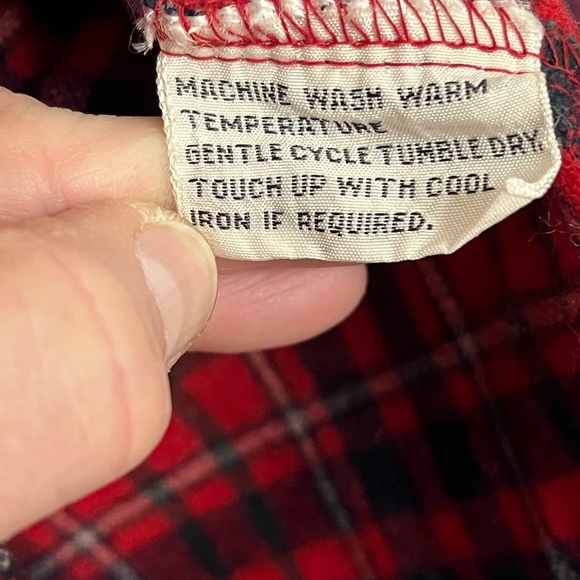 MACHINE WASH WARM
TEMPERATURE
GENTLE CYCLE TUMBLE DRY.
TOUCH UP WITH COOL
IRON IF REQUIRED.